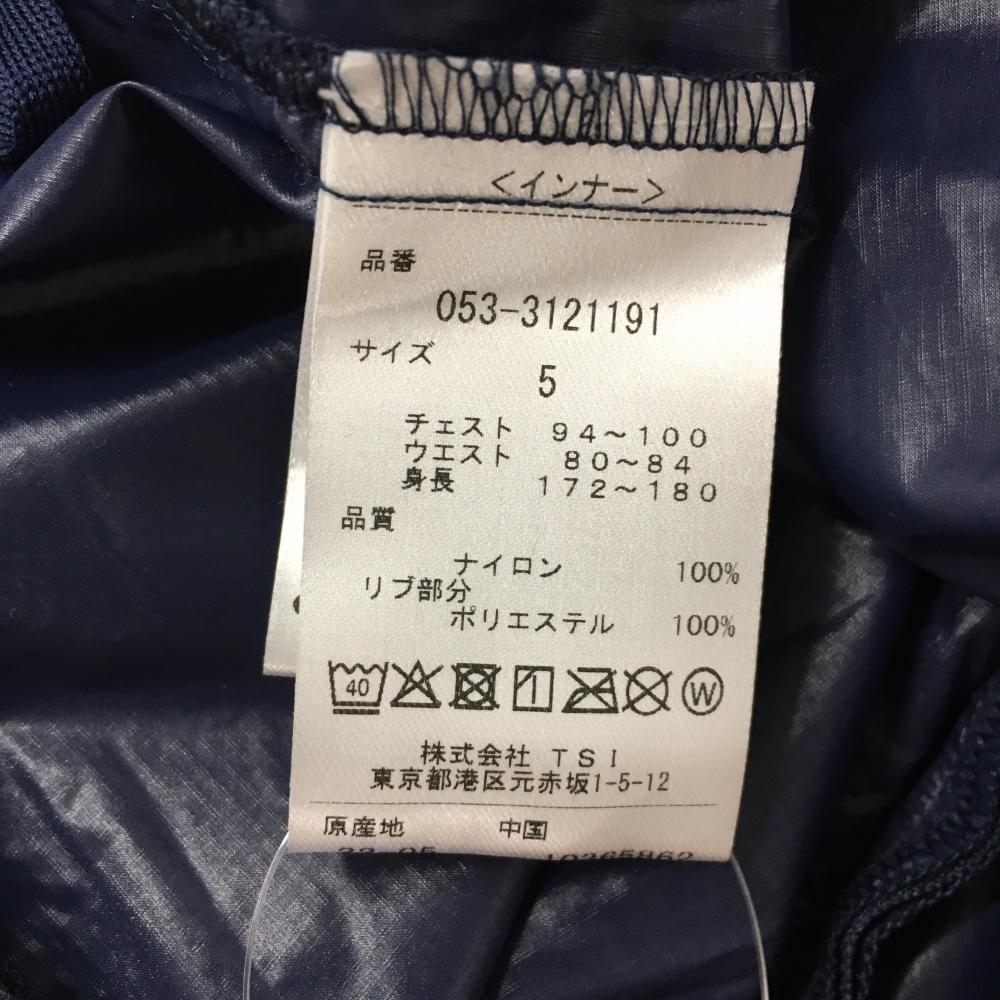 <インナー>
品番
053-3121191
サイズ
5
チェスト 94~100
ウエスト 80~84
身長 172~180
品質
ナイロン 100%
リブ部分
ポリエステル 100%
40
W
株式会社 TSI
東京都港区元赤坂1-5-12
原産地 中国